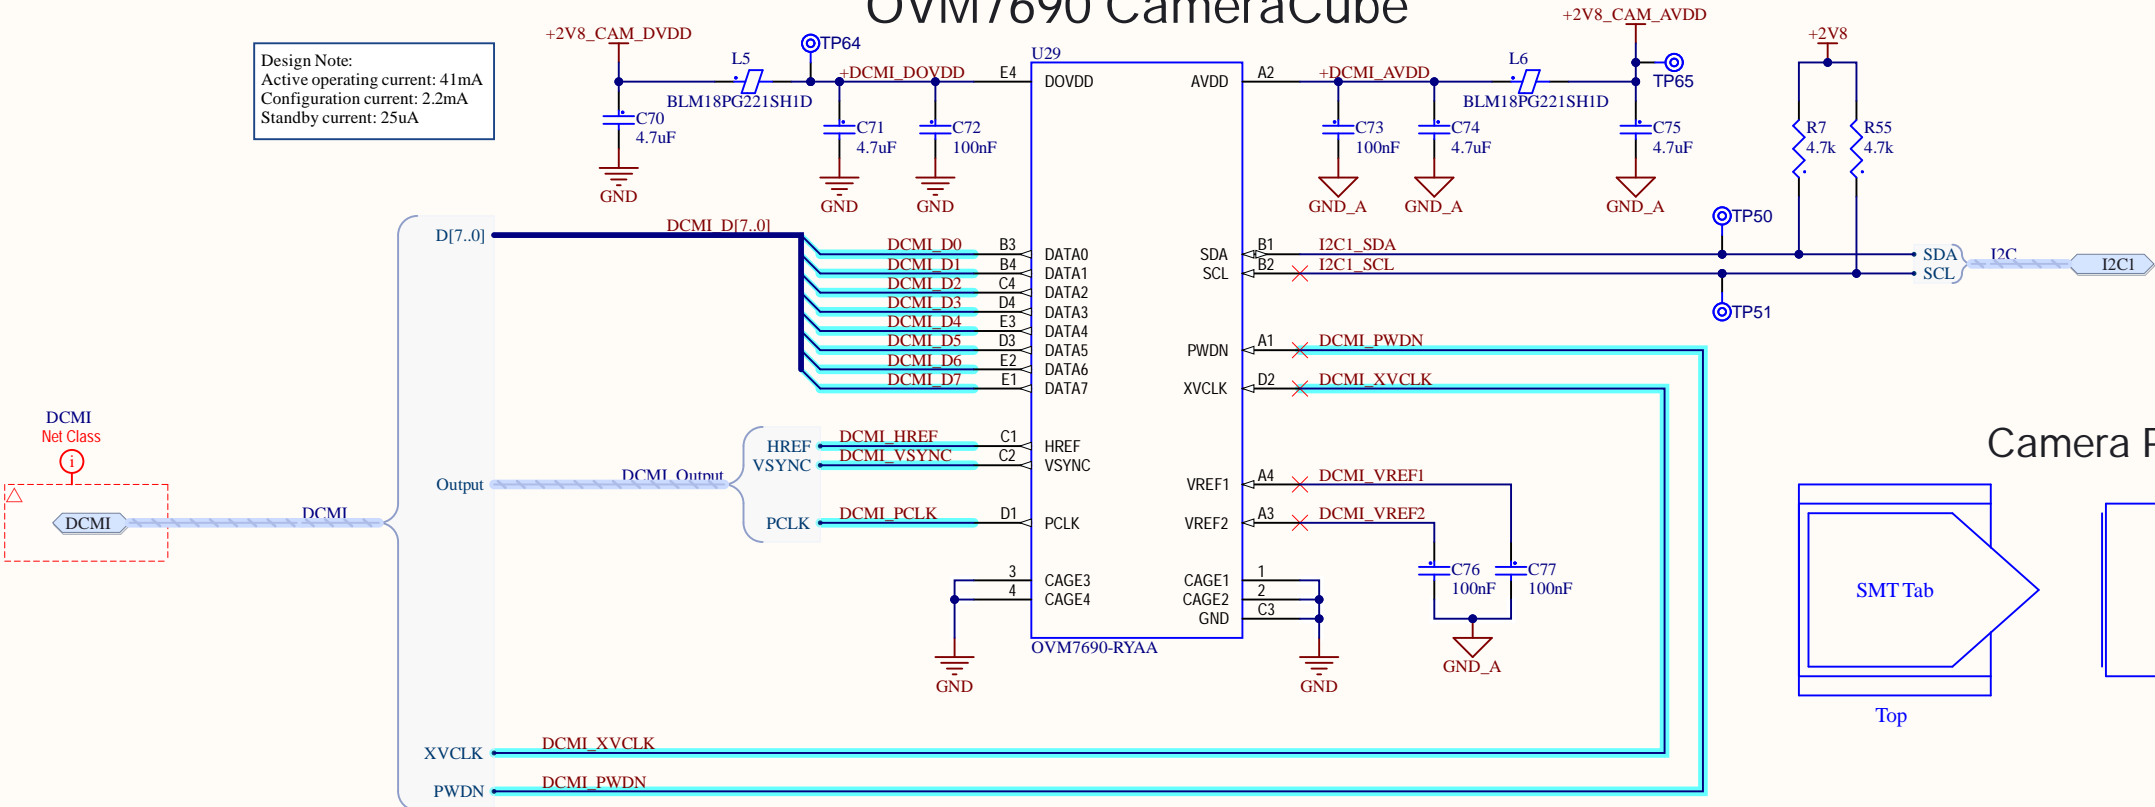 OVM7690 CameraCube
Design Note:
Active operating current: 41mA
Configuration current: 2.2mA
Standby current: 25uA
+2V8_CAM_DVDD
L5
BLM18PG221SH1D
TP64
+DCMI_DOVDD
C70
4.7uF
GND
C71
4.7uF
GND
C72
100nF
GND
U29
E4
DOVDD
AVDD
A2
+DCMI_AVDD
L6
BLM18PG221SH1D
+2V8_CAM_AVDD
TP65
C73
100nF
GND_A
C74
4.7uF
GND_A
C75
4.7uF
GND_A
+2V8
R7
4.7k
R55
4.7k
TP50
TP51
D[7..0]
DCMI_D[7..0]
DCMI_D0 B3 DATA0
DCMI_D1 B4 DATA1
DCMI_D2 C4 DATA2
DCMI_D3 D4 DATA3
DCMI_D4 E3 DATA4
DCMI_D5 D3 DATA5
DCMI_D6 E2 DATA6
DCMI_D7 E1 DATA7
SDA B1 I2C1_SDA
SCL B2 I2C1_SCL
SDA
SCL
I2C
I2C1
PWDN A1 DCMI_PWDN
XVCLK D2 DCMI_XVCLK
DCMI
Net Class
i
DCMI
DCMI
Output
DCMI_Output
HREF DCMI_HREF C1 HREF
VSYNC DCMI_VSYNC C2 VSYNC
PCLK DCMI_PCLK D1 PCLK
VREF1 A4 DCMI_VREF1
VREF2 A3 DCMI_VREF2
C76
100nF
C77
100nF
GND_A
3 CAGE3
4 CAGE4
GND
CAGE1 1
CAGE2 2
GND C3
GND
OVM7690-RYAA
XVCLK DCMI_XVCLK
PWDN DCMI_PWDN
Camera
SMT Tab
Top